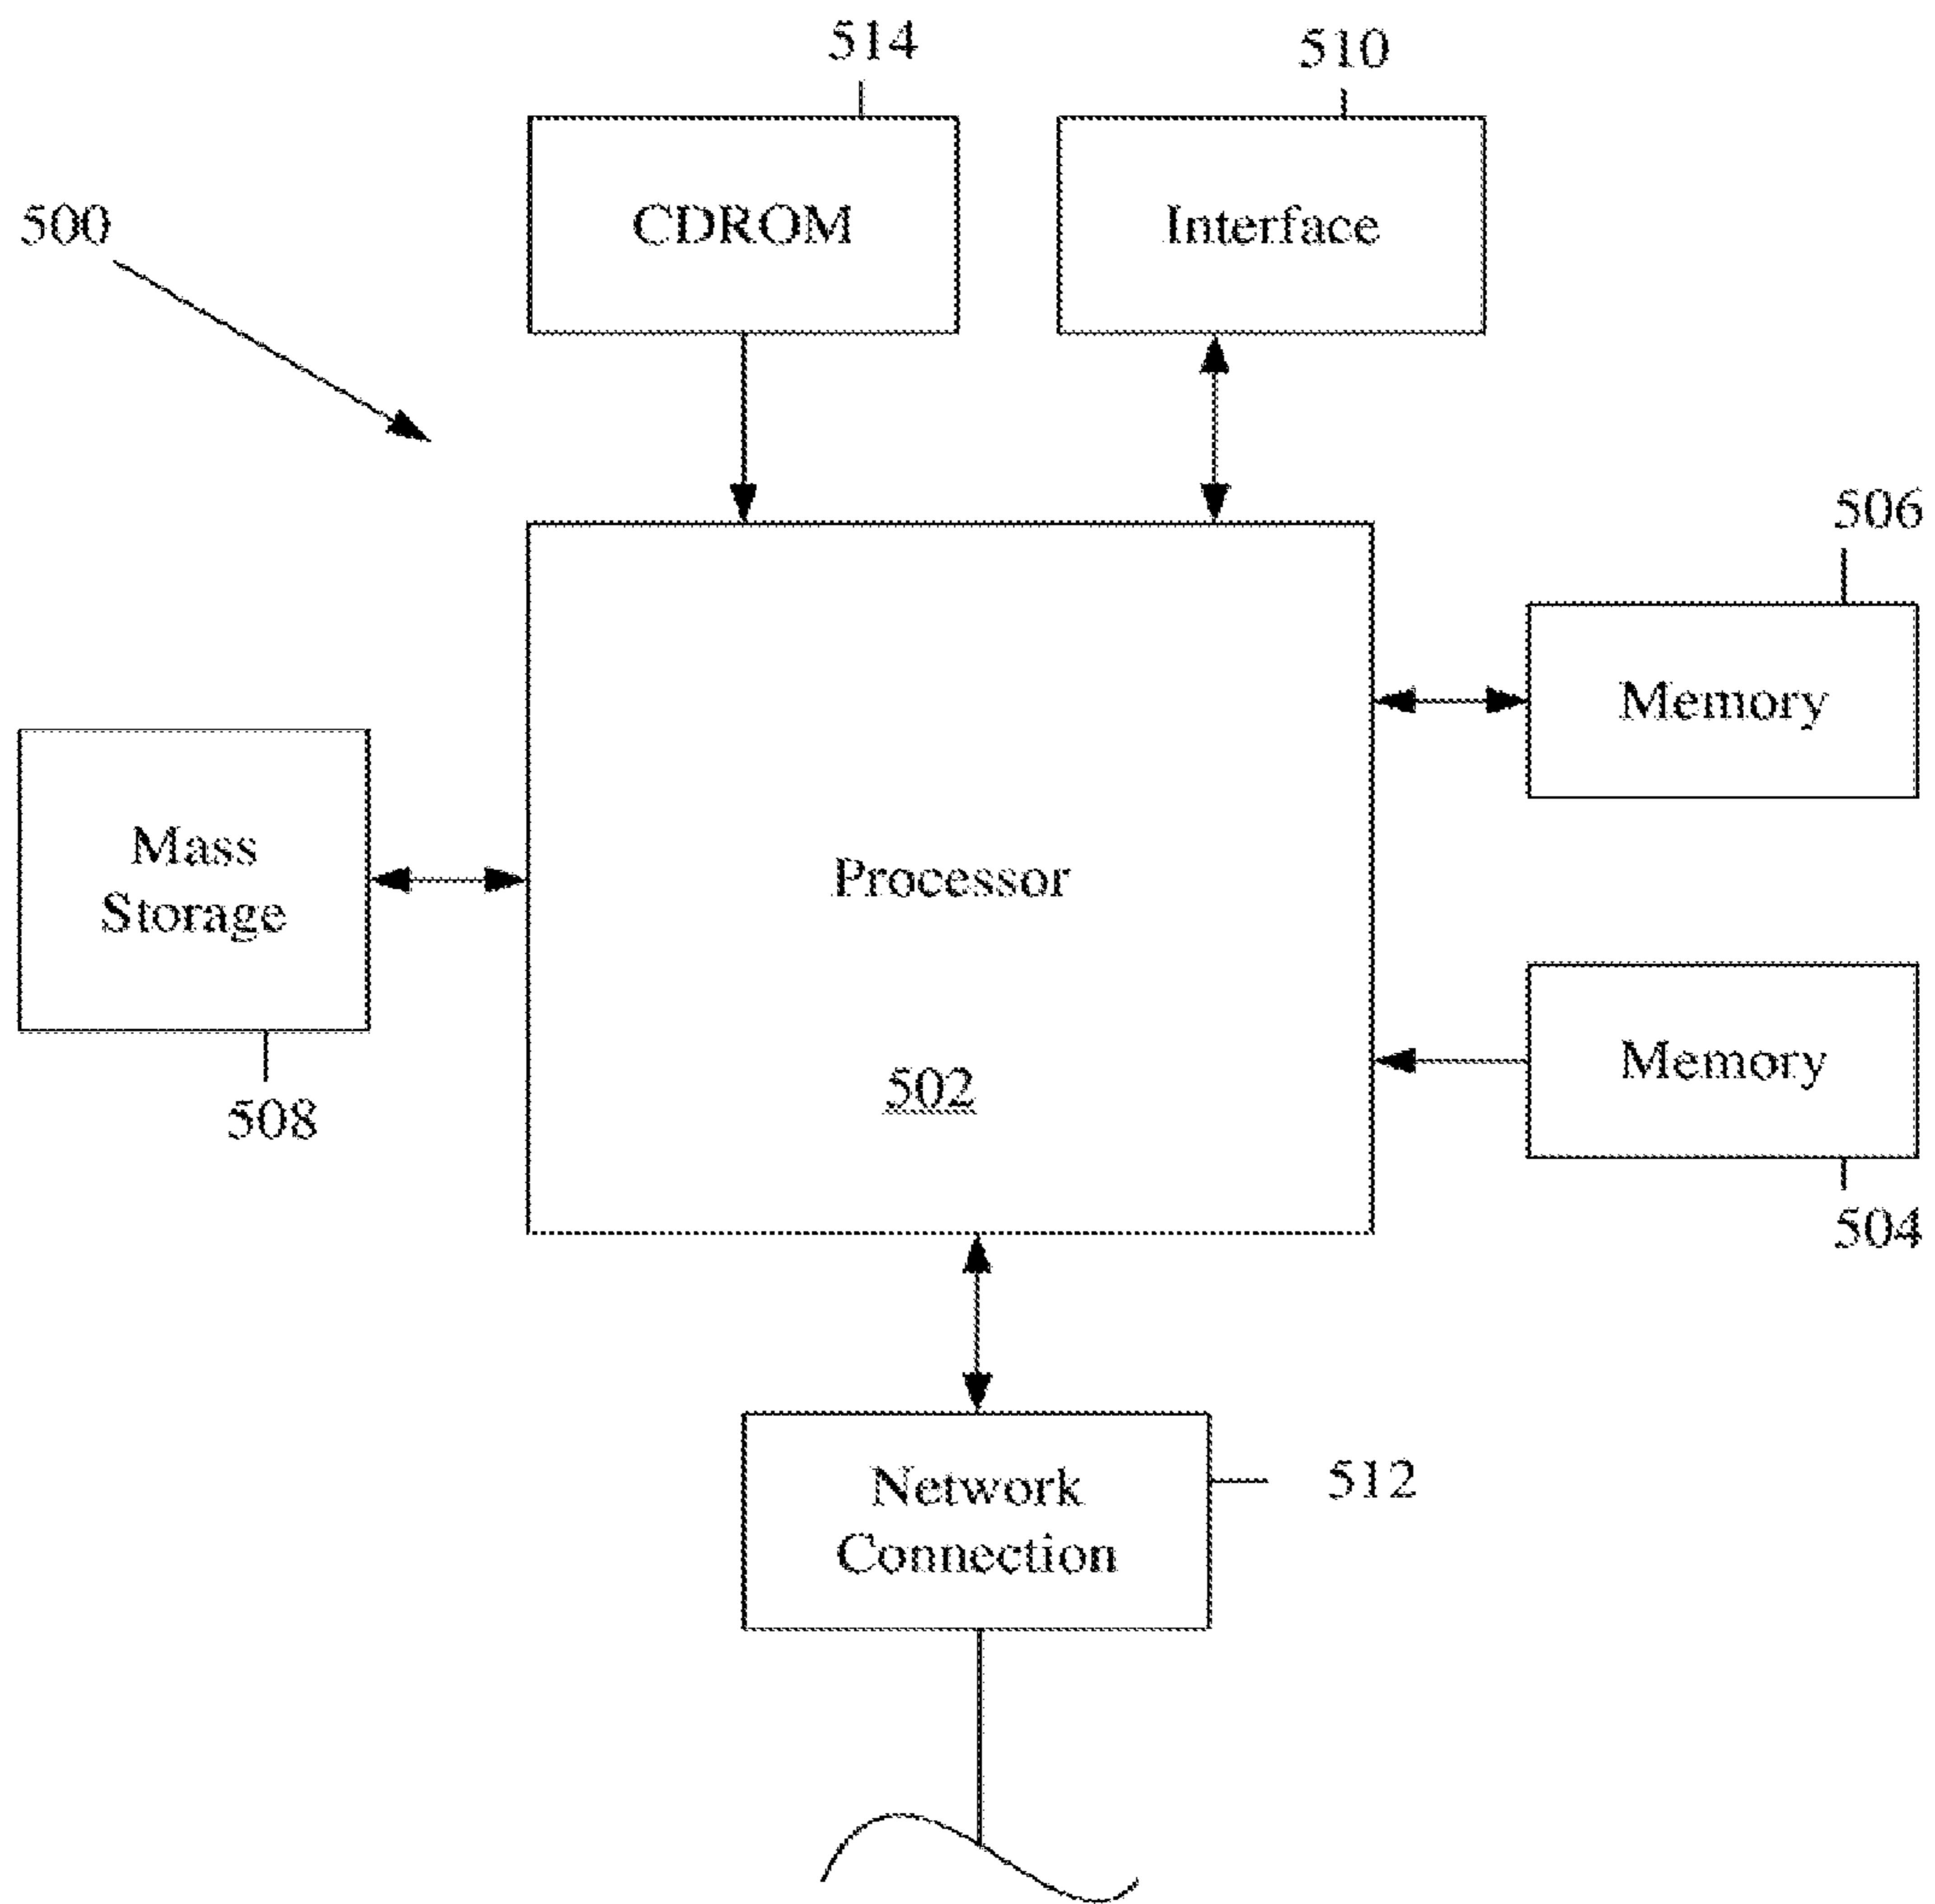 514
510
500
CDROM
Interface
506
Memory
Mass
Storage
Processor
Memory
502
508
504
Network
Connection
512